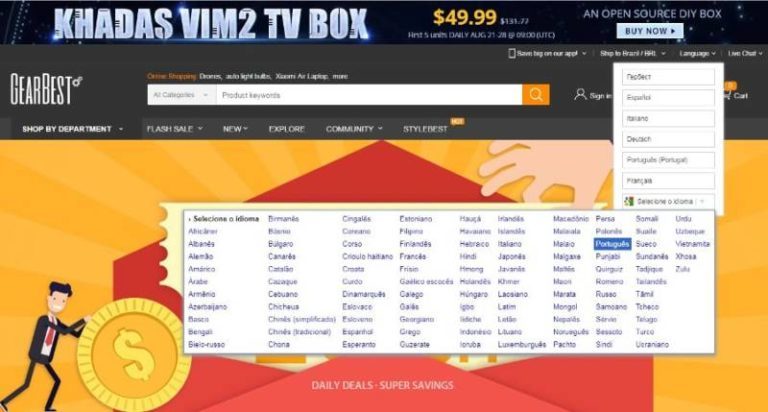 KHADAS VIM2 TV BOX
$49.99 $131.77
First 5 units DAILY AUG 21-28 @ 09:00(UTC)
AN OPEN SOURCE DIY BOX
BUY NOW
Save big on our app! Ship to Brazil / BRL Language Live Chat
GEARBEST
Online Shopping Drones, auto light bulbs, Xiaomi Air Laptop, more
All Categories Product keywords
Sign in
0
Cart
SHOP BY DEPARTMENT FLASH SALE NEW EXPLORE COMMUNITY STYLEBEST HOT
Гербест
Español
Italiano
Deutsch
Português (Portugal)
Français
Selecione o idioma
› Selecione o idioma Birmanês Cingalês Estoniano Hauçá Irlandês Macedônio Persa Somali Urdu
Africâner Bósnio Coreano Filipino Havaiano Islandês Malaiala Polonês Suaíle Uzbeque
Albanês Búlgaro Corso Finlandês Hebraico Italiano Malaio Português Sueco Vietnamita
Alemão Canarês Crioulo haitiano Francês Hindi Japonês Malgaxe Punjabi Sundanês Xhosa
Amárico Catalão Croata Frísio Hmong Javanês Maltês Quirguiz Tadjique Zulu
Árabe Cazaque Curdo Gaélico escocês Holandês Khmer Maori Romeno Tailandês
Armênio Cebuano Dinamarquês Galego Húngaro Laosiano Marata Russo Tâmil
Azerbaijano Chicheua Eslovaco Galês Igbo Latim Mongol Samoano Tcheco
Basco Chinês (simplificado) Esloveno Georgiano Iídiche Letão Nepalês Sérvio Telugo
Bengali Chinês (tradicional) Espanhol Grego Indonésio Lituano Norueguês Sessoto Turco
Bielo-russo Chona Esperanto Guzerate Ioruba Luxemburguês Pachto Sindi Ucraniano
DAILY DEALS · SUPER SAVINGS